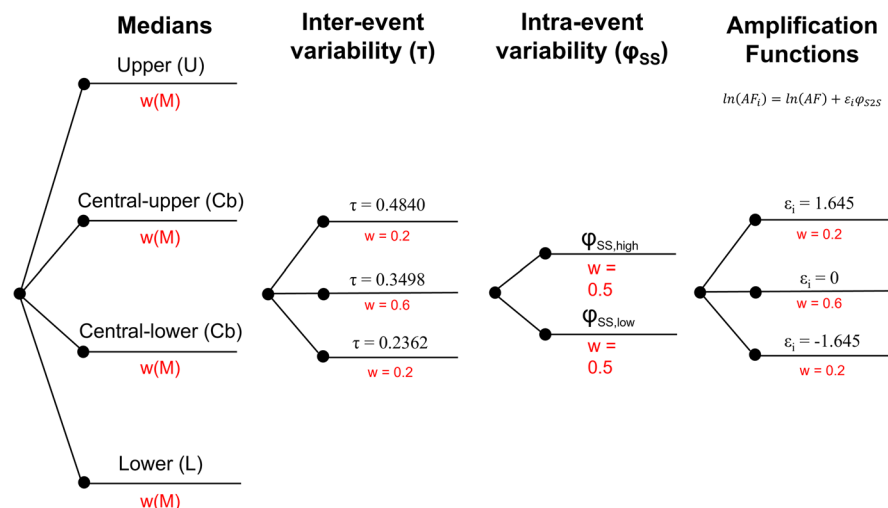 Medians
Upper (U)
w(M)
Central-upper (Cb)
w(M)
Central-lower (Cb)
w(M)
Lower (L)
w(M)
Inter-event
variability (τ)
τ = 0.4840
w = 0.2
τ = 0.3498
w = 0.6
τ = 0.2362
w = 0.2
Intra-event
variability (φSS)
φSS,high
w =
0.5
φSS,low
w =
0.5
Amplification
Functions
ln(AFi) = ln(AF) + εiφS2S
εi = 1.645
w = 0.2
εi = 0
w = 0.6
εi = -1.645
w = 0.2